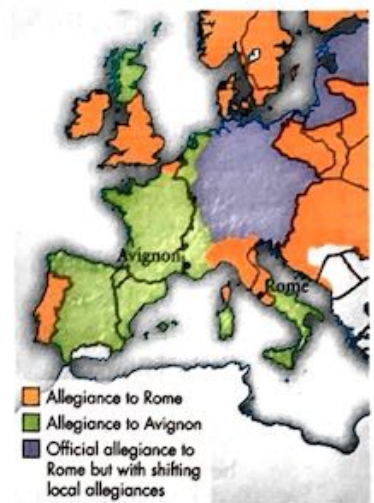 Avignon
Rome
Allegiance to Rome
Allegiance to Avignon
Official allegiance to
Rome but with shifting
local allegiances